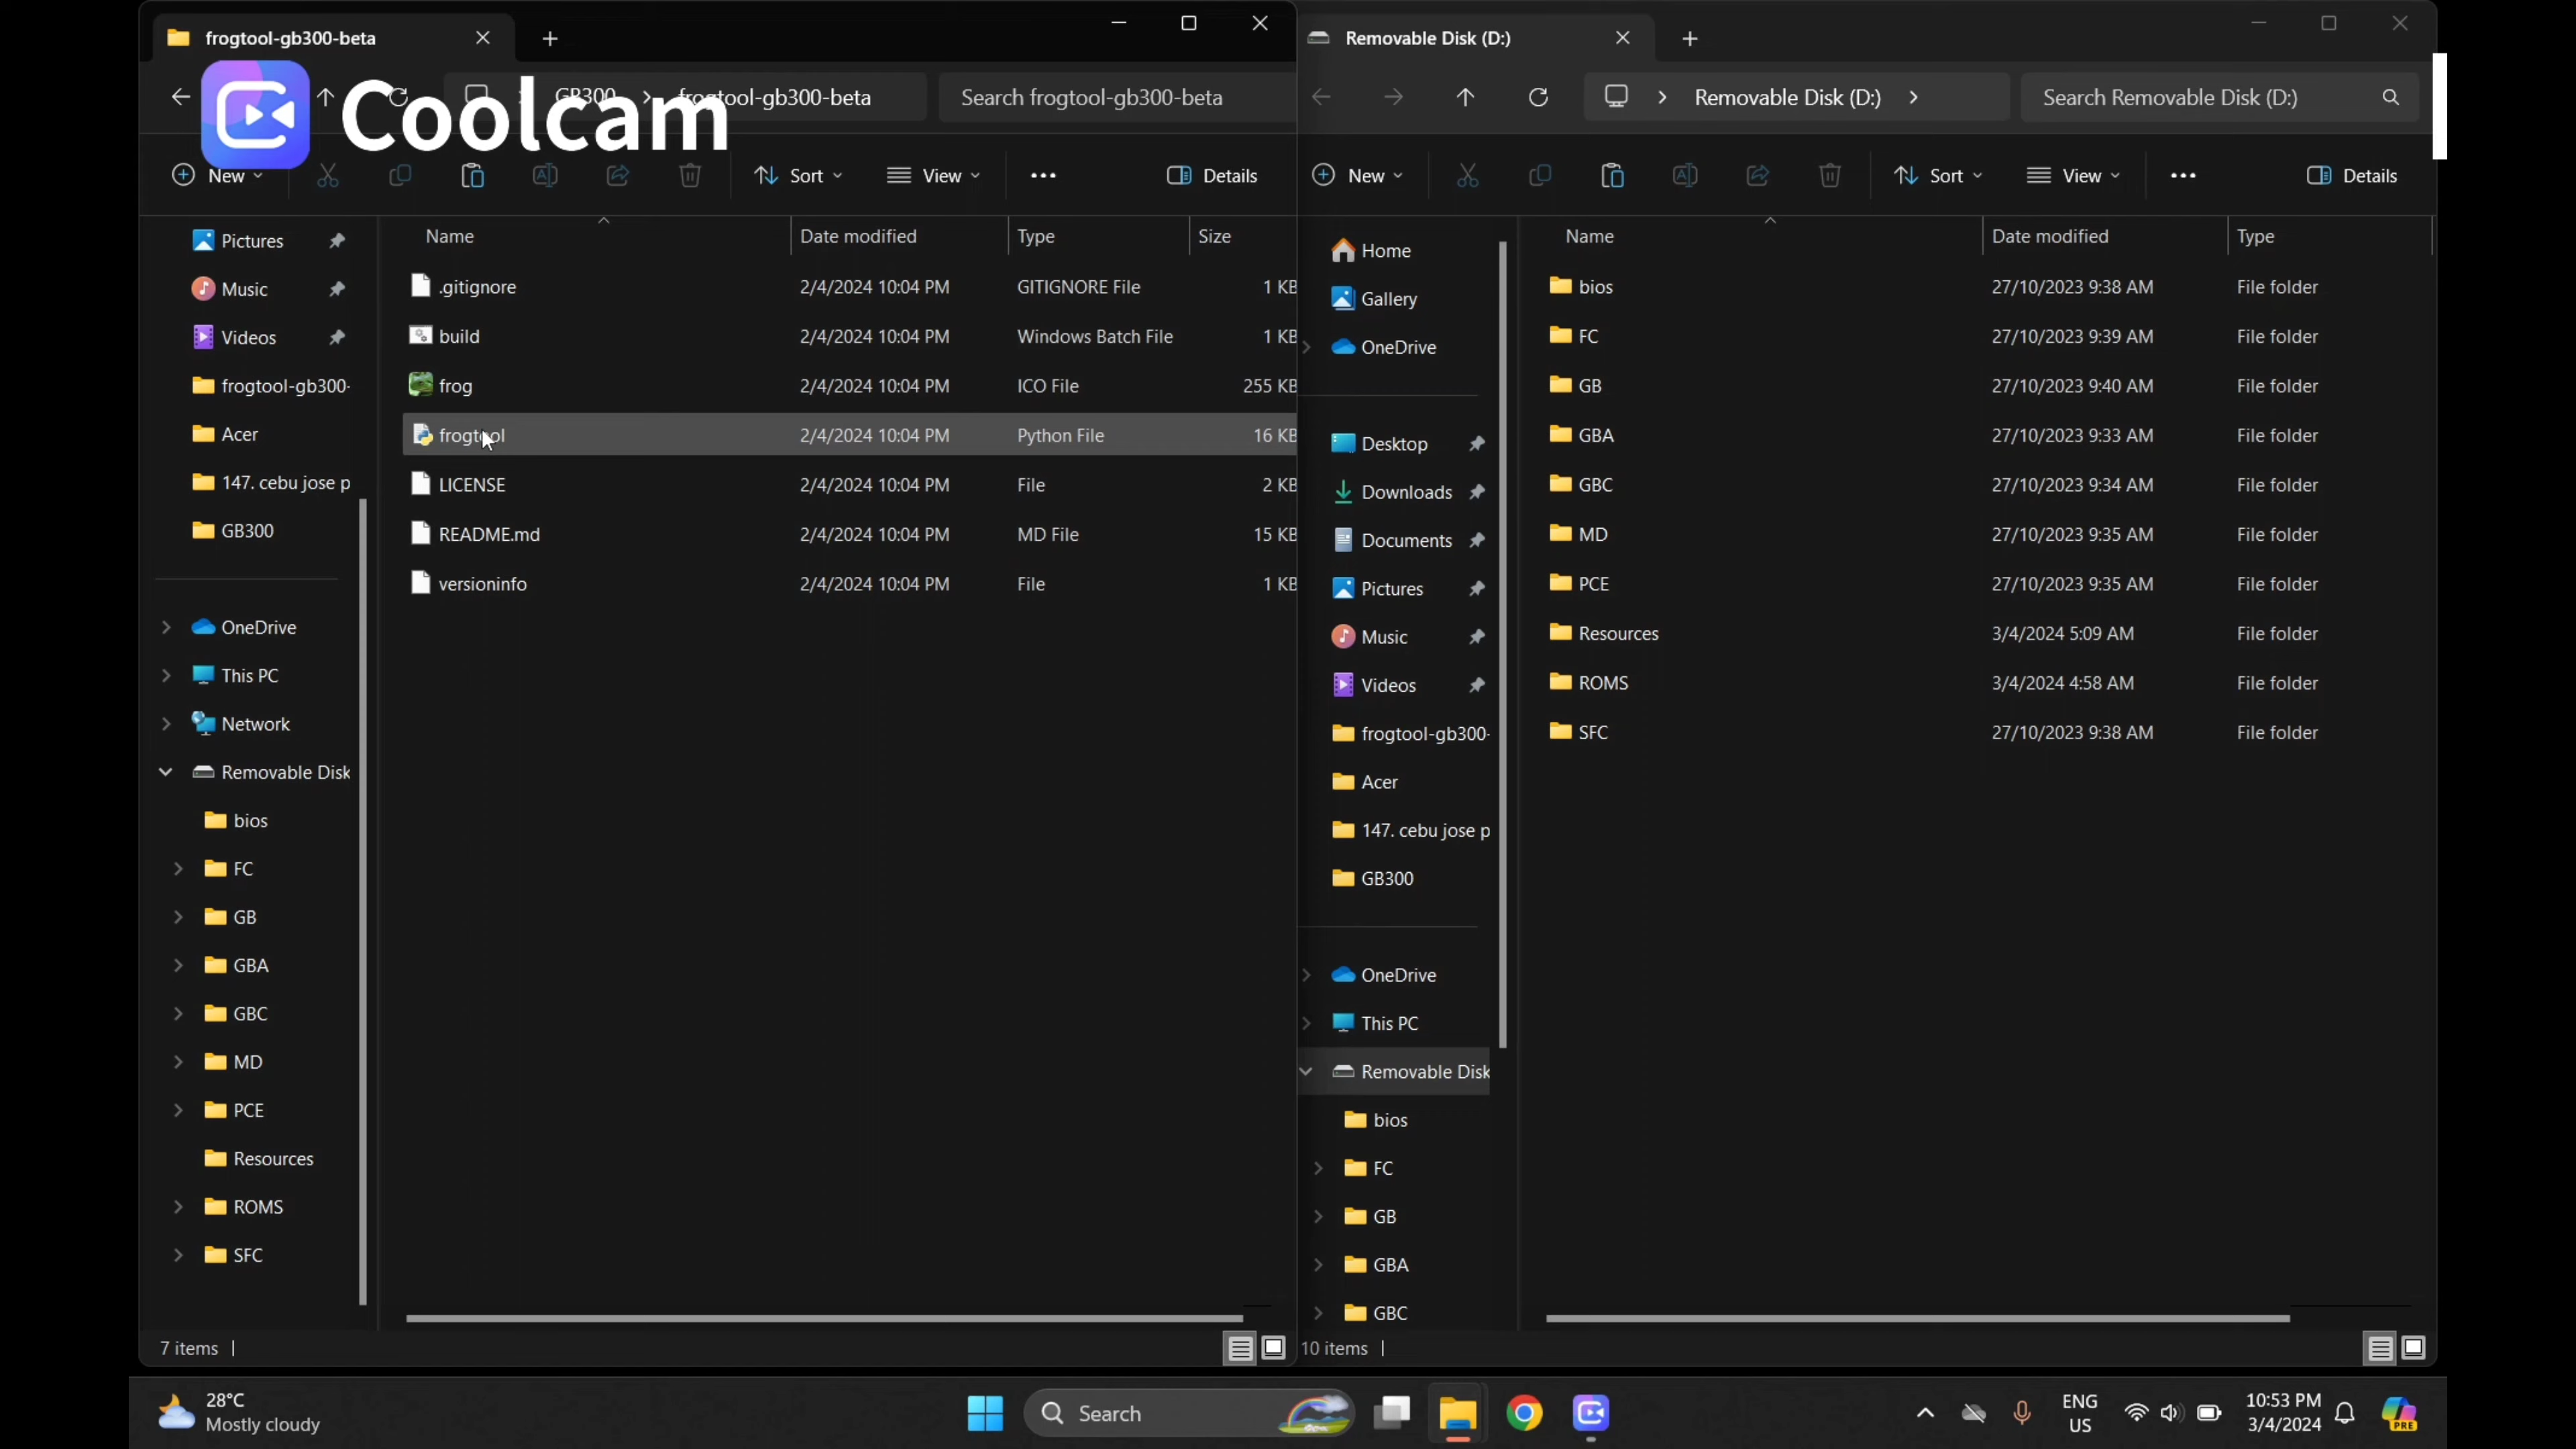 frogtool-gb300-beta
Coolcam
GB300 > frogtool-gb300-beta
Search frogtool-gb300-beta
New
Sort
View
Details
Pictures
Music
Videos
frogtool-gb300-
Acer
147. cebu jose p
GB300
OneDrive
This PC
Network
Removable Disk
bios
FC
GB
GBA
GBC
MD
PCE
Resources
ROMS
SFC
Name Date modified Type Size
.gitignore 2/4/2024 10:04 PM GITIGNORE File 1 KB
build 2/4/2024 10:04 PM Windows Batch File 1 KB
frog 2/4/2024 10:04 PM ICO File 255 KB
frogtool 2/4/2024 10:04 PM Python File 16 KB
LICENSE 2/4/2024 10:04 PM File 2 KB
README.md 2/4/2024 10:04 PM MD File 15 KB
versioninfo 2/4/2024 10:04 PM File 1 KB
7 items
Removable Disk (D:)
Removable Disk (D:)
Search Removable Disk (D:)
New
Sort
View
Details
Home
Gallery
OneDrive
Desktop
Downloads
Documents
Pictures
Music
Videos
frogtool-gb300-
Acer
147. cebu jose p
GB300
OneDrive
This PC
Removable Disk
bios
FC
GB
GBA
GBC
Name Date modified Type
bios 27/10/2023 9:38 AM File folder
FC 27/10/2023 9:39 AM File folder
GB 27/10/2023 9:40 AM File folder
GBA 27/10/2023 9:33 AM File folder
GBC 27/10/2023 9:34 AM File folder
MD 27/10/2023 9:35 AM File folder
PCE 27/10/2023 9:35 AM File folder
Resources 3/4/2024 5:09 AM File folder
ROMS 3/4/2024 4:58 AM File folder
SFC 27/10/2023 9:38 AM File folder
10 items
28°C
Mostly cloudy
Search
ENG
US
10:53 PM
3/4/2024
PRE